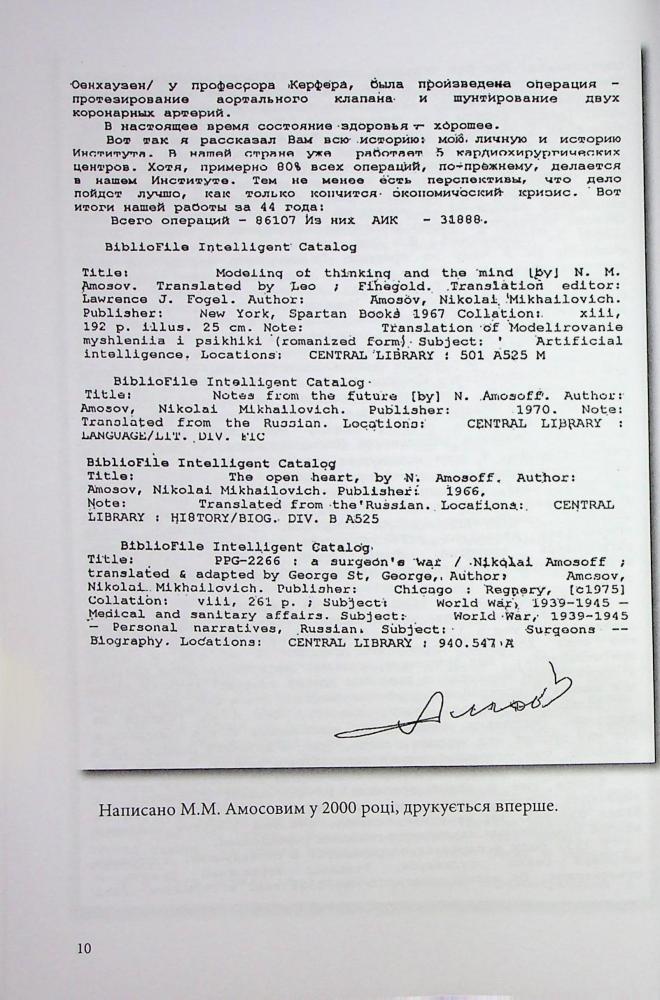 Оенхаузен/ у профессора Керфера, была произведена операция –
протезирование аортального клапана и шунтирование двух
коронарных артерий.
В настоящее время состояние здоровья – хорошее.
Вот так я рассказал Вам всю историю: мою личную и историю
Института. В нашей стране уже работает 5 кардиохирургических
центров. Хотя, примерно 80% всех операций, по-прежнему, делается
в нашем Институте. Тем не менее есть перспективы, что дело
пойдет лучше, как только кончится экономический кризис. Вот
итоги нашей работы за 44 года:
Всего операций – 86107 Из них АИК – 31888.
BiblioFile Intelligent Catalog
Title: Modeling of thinking and the mind [by] N. M.
Amosov. Translated by Leo ; Finegold. Translation editor:
Lawrence J. Fogel. Author: Amosov, Nikolai Mikhailovich.
Publisher: New York, Spartan Books 1967 Collation: xiii,
192 p. illus. 25 cm. Note: Translation of Modelirovanie
myshleniia i psikhiki (romanized form) Subject: Artificial
intelligence. Locations: CENTRAL LIBRARY : 501 A525 M
BiblioFile Intelligent Catalog
Title: Notes from the future [by] N. Amosoff. Author:
Amosov, Nikolai Mikhailovich. Publisher: 1970. Note:
Translated from the Russian. Locations: CENTRAL LIBRARY :
LANGUAGE/LIT. DIV. FIC
BiblioFile Intelligent Catalog
Title: The open heart, by N. Amosoff. Author:
Amosov, Nikolai Mikhailovich. Publisher: 1966.
Note: Translated from the Russian. Locations: CENTRAL
LIBRARY : HISTORY/BIOG. DIV. B A525
BiblioFile Intelligent Catalog
Title: PPG-2266 : a surgeon's war / Nikolai Amosoff ;
translated & adapted by George St, George, Author: Amosov,
Nikolai Mikhailovich. Publisher: Chicago : Regnery, [c1975]
Collation: viii, 261 p. ; Subject: World War, 1939-1945 –
Medical and sanitary affairs. Subject: World War, 1939-1945
– Personal narratives, Russian. Subject: Surgeons --
Biography. Locations: CENTRAL LIBRARY : 940.547 A
Амосов
Написано М.М. Амосовим у 2000 році, друкується вперше.
10